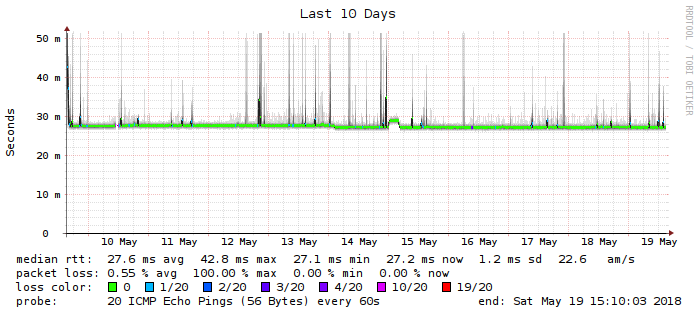 Last 10 Days
RRDTOOL / TOBI OETIKER
Seconds
50 m
40 m
30 m
20 m
10 m
0
10 May 11 May 12 May 13 May 14 May 15 May 16 May 17 May 18 May 19 May
median rtt: 27.6 ms avg 42.8 ms max 27.1 ms min 27.2 ms now 1.2 ms sd 22.6 am/s
packet loss: 0.55 % avg 100.00 % max 0.00 % min 0.00 % now
loss color: 0 1/20 2/20 3/20 4/20 10/20 19/20
probe: 20 ICMP Echo Pings (56 Bytes) every 60s end: Sat May 19 15:10:03 2018